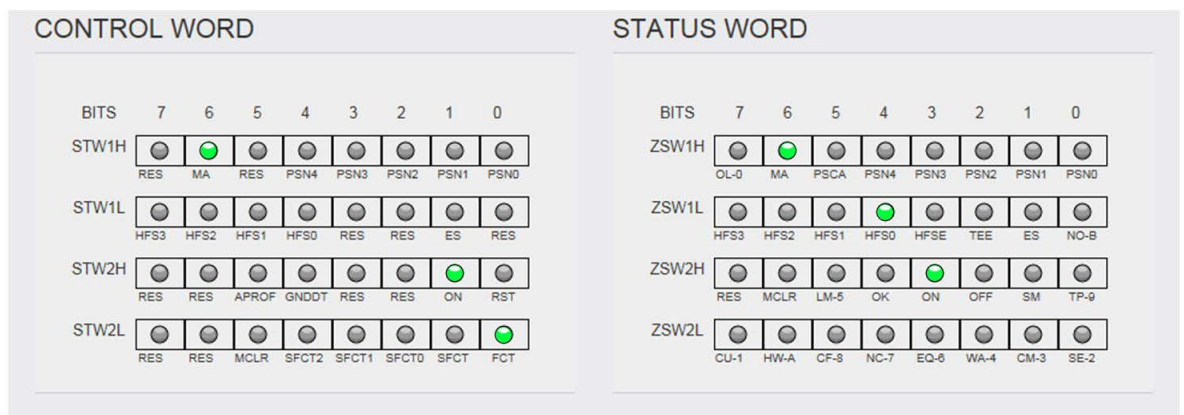 CONTROL WORD
BITS 7 6 5 4 3 2 1 0
STW1H
RES MA RES PSN4 PSN3 PSN2 PSN1 PSN0
STW1L
HFS3 HFS2 HFS1 HFS0 RES RES ES RES
STW2H
RES RES APROF GNDDT RES RES ON RST
STW2L
RES RES MCLR SFCT2 SFCT1 SFCT0 SFCT FCT
STATUS WORD
BITS 7 6 5 4 3 2 1 0
ZSW1H
OL-0 MA PSCA PSN4 PSN3 PSN2 PSN1 PSN0
ZSW1L
HFS3 HFS2 HFS1 HFS0 HFSE TEE ES NO-B
ZSW2H
RES MCLR LM-5 OK ON OFF SM TP-9
ZSW2L
CU-1 HW-A CF-8 NC-7 EQ-6 WA-4 CM-3 SE-2